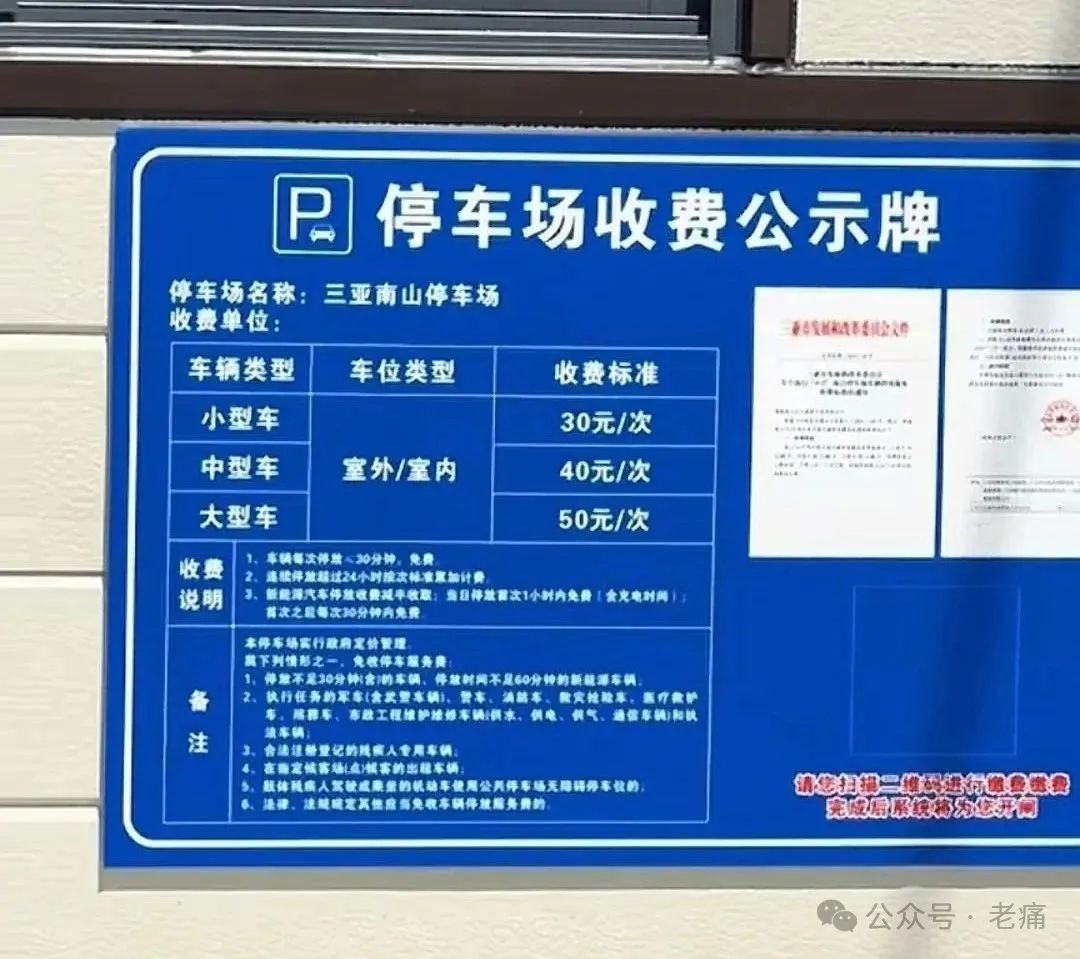 P
停车场收费公示牌
停车场名称：三亚南山停车场
收费单位：
车辆类型 车位类型 收费标准
小型车 30元/次
中型车 室外/室内 40元/次
大型车 50元/次
收费
说明
1、车辆每次停放≤30分钟，免费。
2、连续停放超过24小时按次标准累加计费。
3、新能源汽车停放收费减半收取；当日停放首次1小时内免费（含充电时间）；
首次之后每次30分钟内免费。
备
注
本停车场实行政府定价管理。
属下列情形之一，免收停车服务费：
1、停放不足30分钟(含)的车辆、停放时间不足60分钟的新能源车辆；
2、执行任务的军车(含武警车辆)、警车、消防车、救灾抢险车、医疗救护
车、殡葬车、市政工程维护维修车辆(供水、供电、供气、通信车辆)和执
法车辆；
3、合法注册登记的残疾人专用车辆；
4、在指定候客场(点)候客的出租车辆；
5、肢体残疾人驾驶或乘坐的机动车使用公共停车场无障碍停车位的；
6、法律、法规规定其他应当免收车辆停放服务费的。
三亚市发展和改革委员会文件
请您扫描二维码进行缴费缴费
完成后系统将为您开闸
公众号·老痛